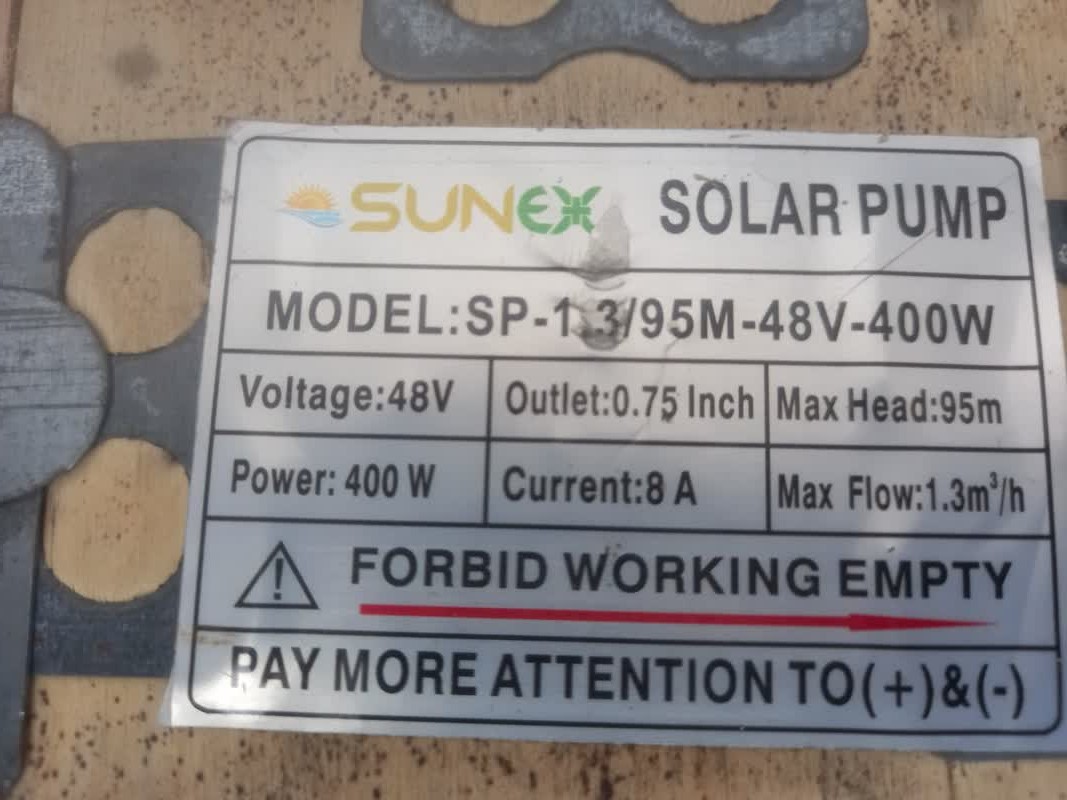 SUNEX SOLAR PUMP
MODEL:SP-1.3/95M-48V-400W
Voltage:48V Outlet:0.75 Inch Max Head:95m
Power: 400 W Current:8 A Max Flow:1.3m³/h
! FORBID WORKING EMPTY
PAY MORE ATTENTION TO(+)&(-)